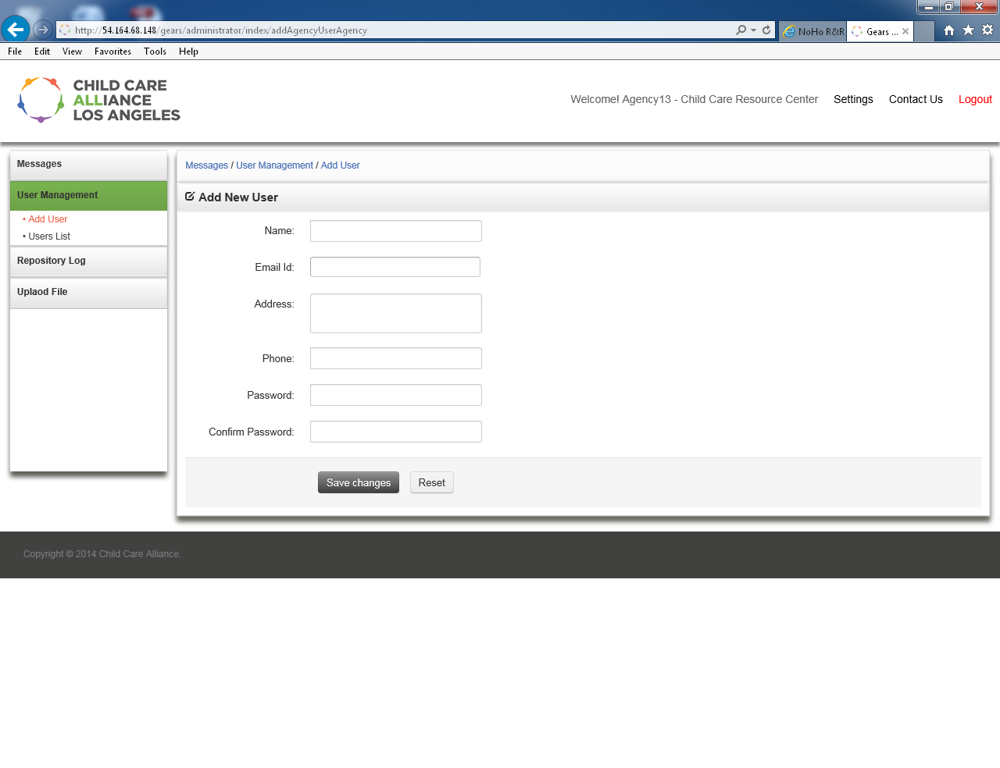 http://54.164.68.148/gears/administrator/index/addAgencyUserAgency
NoHo R&R
Gears ...
File Edit View Favorites Tools Help
CHILD CARE
ALLIANCE
LOS ANGELES
Welcome! Agency13 - Child Care Resource Center Settings Contact Us Logout
Messages
User Management
• Add User
• Users List
Repository Log
Uplaod File
Messages / User Management / Add User
Add New User
Name:
Email Id:
Address:
Phone:
Password:
Confirm Password:
Save changes Reset
Copyright © 2014 Child Care Alliance.